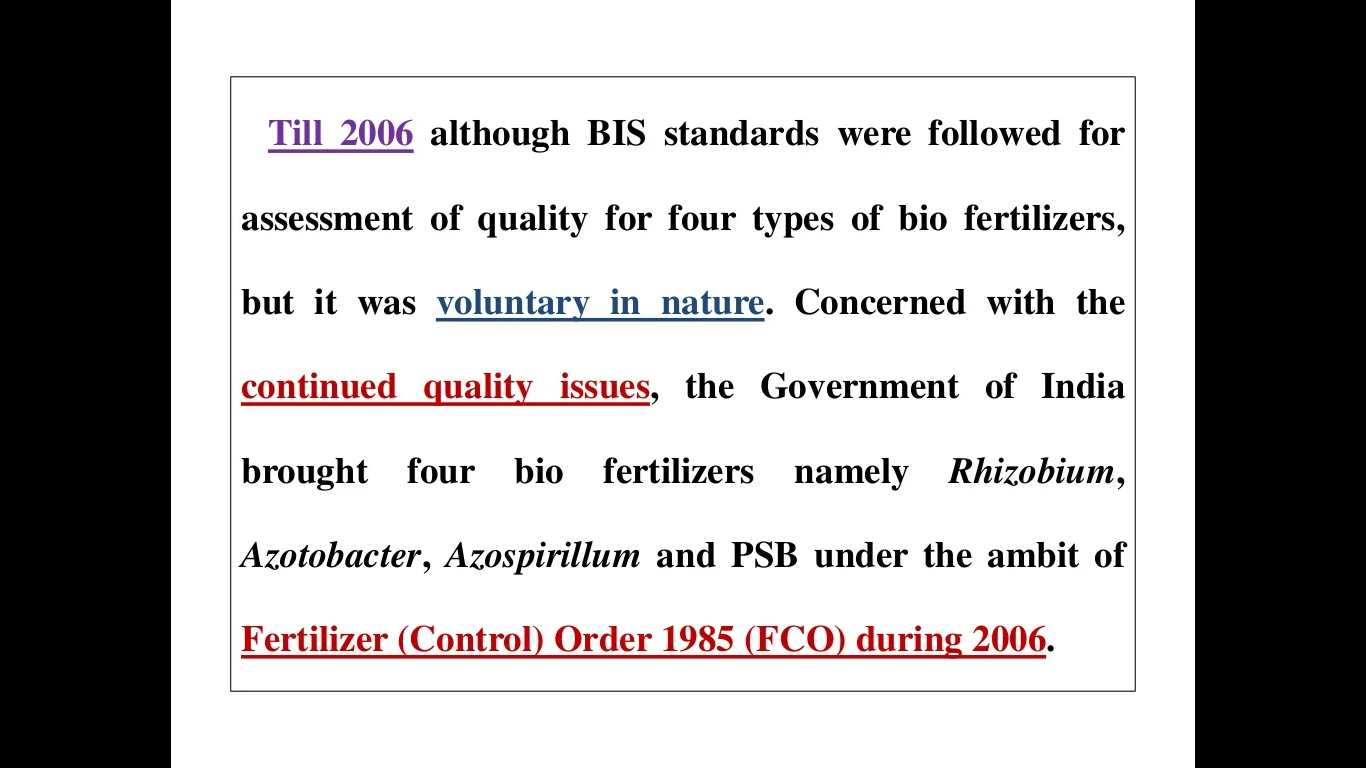 Till 2006 although BIS standards were followed for
assessment of quality for four types of bio fertilizers,
but it was voluntary in nature. Concerned with the
continued quality issues, the Government of India
brought four bio fertilizers namely Rhizobium,
Azotobacter, Azospirillum and PSB under the ambit of
Fertilizer (Control) Order 1985 (FCO) during 2006.